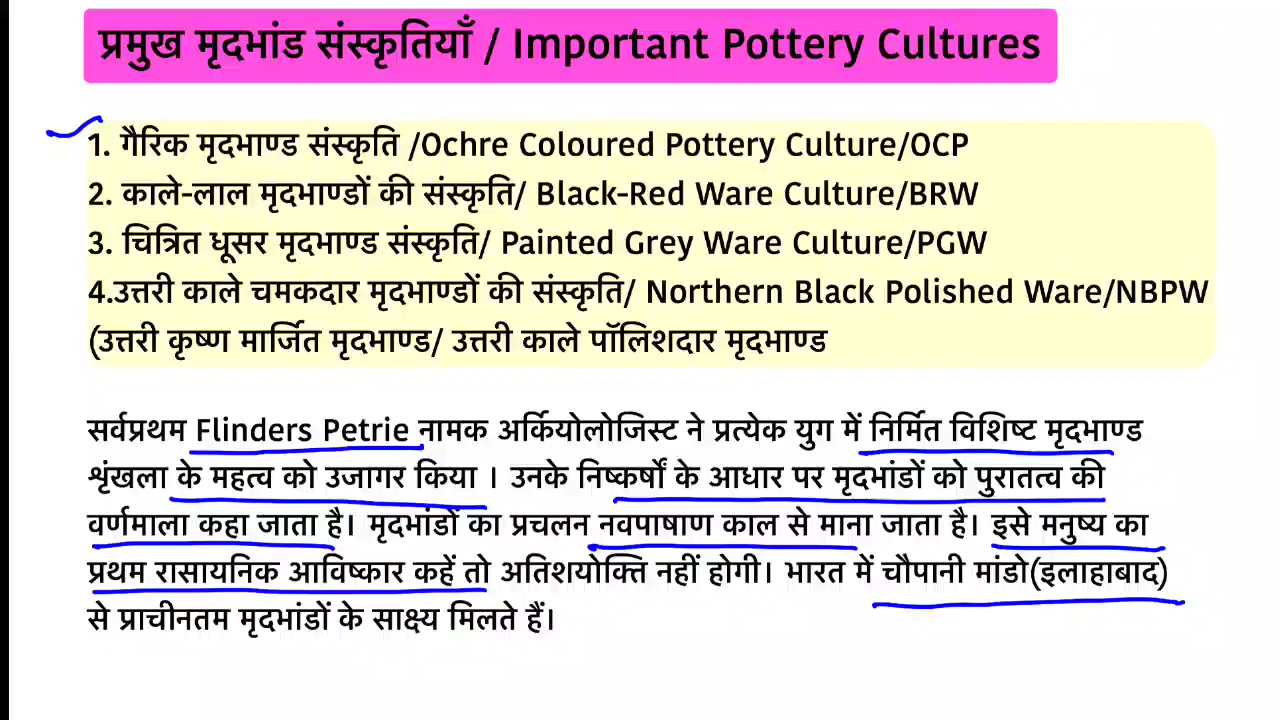 प्रमुख मृदभांड संस्कृतियाँ / Important Pottery Cultures
1. गैरिक मृदभाण्ड संस्कृति /Ochre Coloured Pottery Culture/OCP
2. काले-लाल मृदभाण्डों की संस्कृति/ Black-Red Ware Culture/BRW
3. चित्रित धूसर मृदभाण्ड संस्कृति/ Painted Grey Ware Culture/PGW
4.उत्तरी काले चमकदार मृदभाण्डों की संस्कृति/ Northern Black Polished Ware/NBPW
(उत्तरी कृष्ण मार्जित मृदभाण्ड/ उत्तरी काले पॉलिशदार मृदभाण्ड
सर्वप्रथम Flinders Petrie नामक अर्कियोलोजिस्ट ने प्रत्येक युग में निर्मित विशिष्ट मृदभाण्ड
श्रृंखला के महत्व को उजागर किया । उनके निष्कर्षों के आधार पर मृदभांडों को पुरातत्व की
वर्णमाला कहा जाता है। मृदभांडों का प्रचलन नवपाषाण काल से माना जाता है। इसे मनुष्य का
प्रथम रासायनिक आविष्कार कहें तो अतिशयोक्ति नहीं होगी। भारत में चौपानी मांडो(इलाहाबाद)
से प्राचीनतम मृदभांडों के साक्ष्य मिलते हैं।